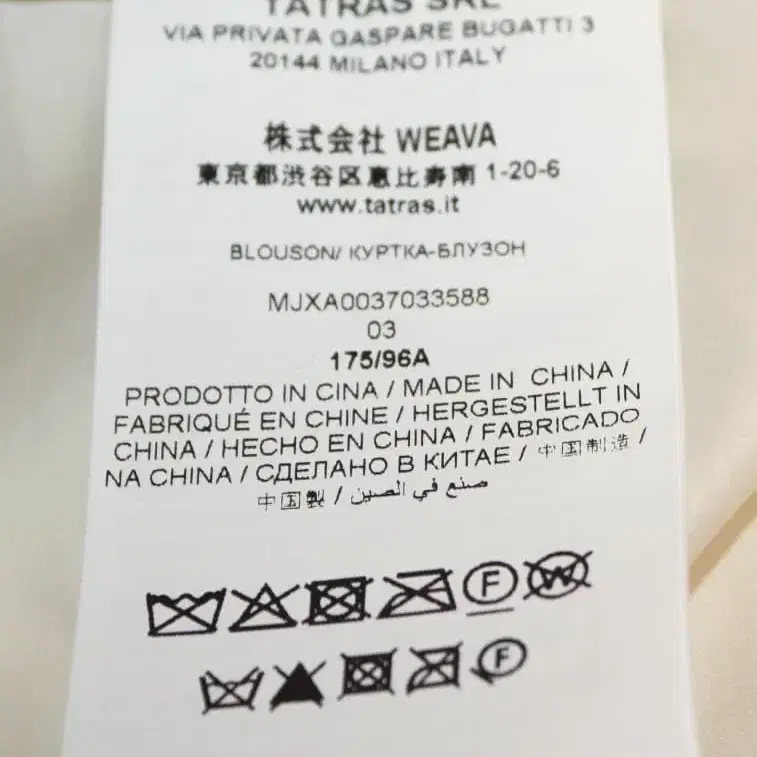 TATRAS SRL
VIA PRIVATA GASPARE BUGATTI 3
20144 MILANO ITALY
株式会社 WEAVA
東京都渋谷区恵比寿南 1-20-6
www.tatras.it
BLOUSON/ КУРТКА-БЛУЗОН
MJXA0037033588
03
175/96A
PRODOTTO IN CINA / MADE IN CHINA /
FABRIQUÉ EN CHINE / HERGESTELLT IN
CHINA / HECHO EN CHINA / FABRICADO
NA CHINA / СДЕЛАНО В КИТАЕ / 中国制造 /
中国製 / صنع في الصين
F W
F